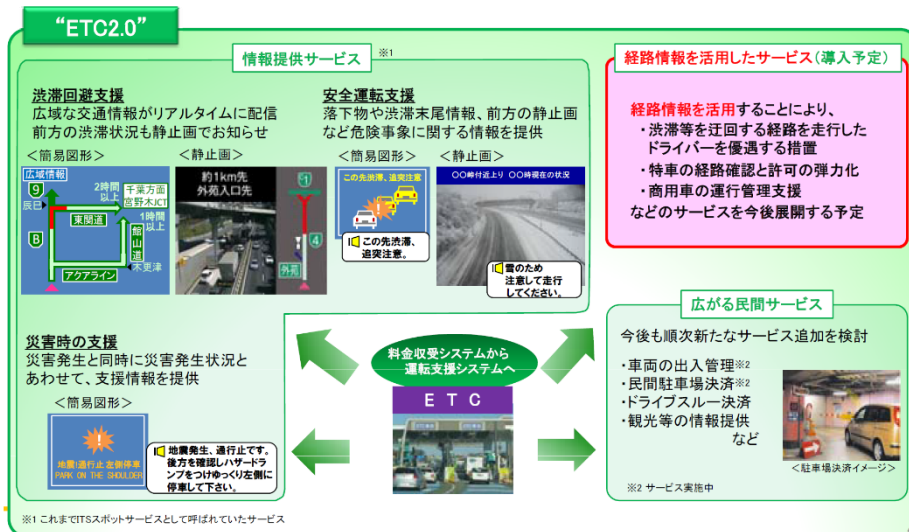 “ETC2.0”
情報提供サービス ※1
渋滞回避支援
広域な交通情報がリアルタイムに配信
前方の渋滞状況も静止画でお知らせ
＜簡易図形＞
＜静止画＞
広域情報
9
辰巳
2時間
以上
千葉方面
宮野木JCT
1時間
以上
東関道
館山道
B
木更津
アクアライン
約1km先
外苑入口先
1
4
外苑
安全運転支援
落下物や渋滞末尾情報、前方の静止画
など危険事象に関する情報を提供
＜簡易図形＞
＜静止画＞
この先渋滞、追突注意
この先渋滞、
追突注意。
○○峠付近上り ○○時現在の状況
雪のため
注意して走行
してください。
災害時の支援
災害発生と同時に災害発生状況と
あわせて、支援情報を提供
＜簡易図形＞
地震!通行止 左側停車
PARK ON THE SHOULDER
地震発生、通行止です。
後方を確認しハザードラ
ンプをつけゆっくり左側に
停車して下さい。
料金収受システムから
運転支援システムへ
ＥＴＣ
経路情報を活用したサービス(導入予定)
経路情報を活用することにより、
・渋滞等を迂回する経路を走行した
ドライバーを優遇する措置
・特車の経路確認と許可の弾力化
・商用車の運行管理支援
などのサービスを今後展開する予定
広がる民間サービス
今後も順次新たなサービス追加を検討
・車両の出入管理※2
・民間駐車場決済※2
・ドライブスルー決済
・観光等の情報提供
など
＜駐車場決済イメージ＞
※2 サービス実施中
※1 これまでITSスポットサービスとして呼ばれていたサービス